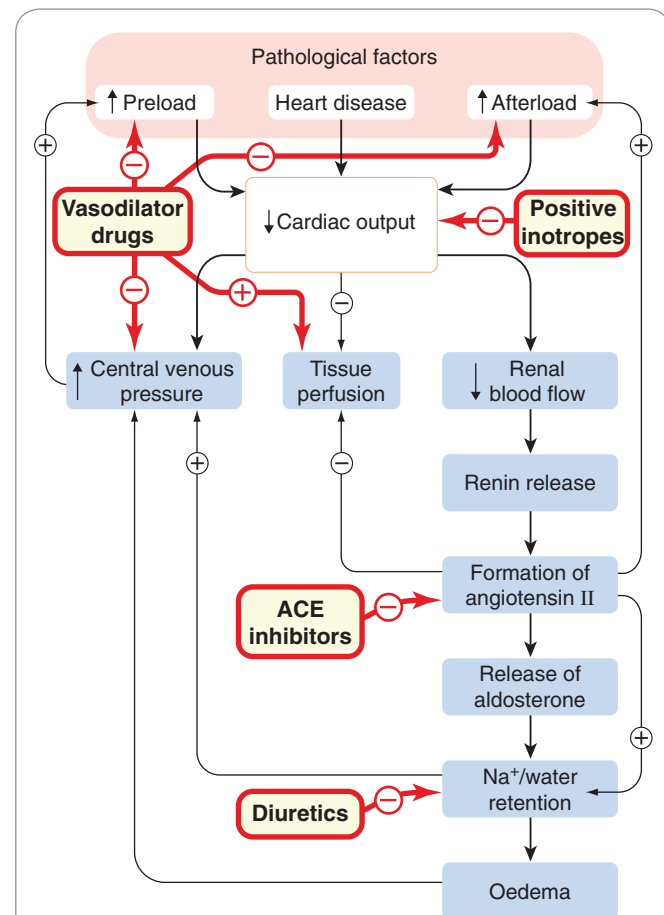 Pathological factors
↑ Preload
Heart disease
↑ Afterload
+
+
−
−
Vasodilator
drugs
↓ Cardiac output
−
Positive
inotropes
−
+
−
↑ Central venous
pressure
Tissue
perfusion
↓ Renal
blood flow
+
−
Renin release
Formation of
angiotensin II
ACE
inhibitors
−
Release of
aldosterone
+
Na⁺/water
retention
Diuretics
−
Oedema